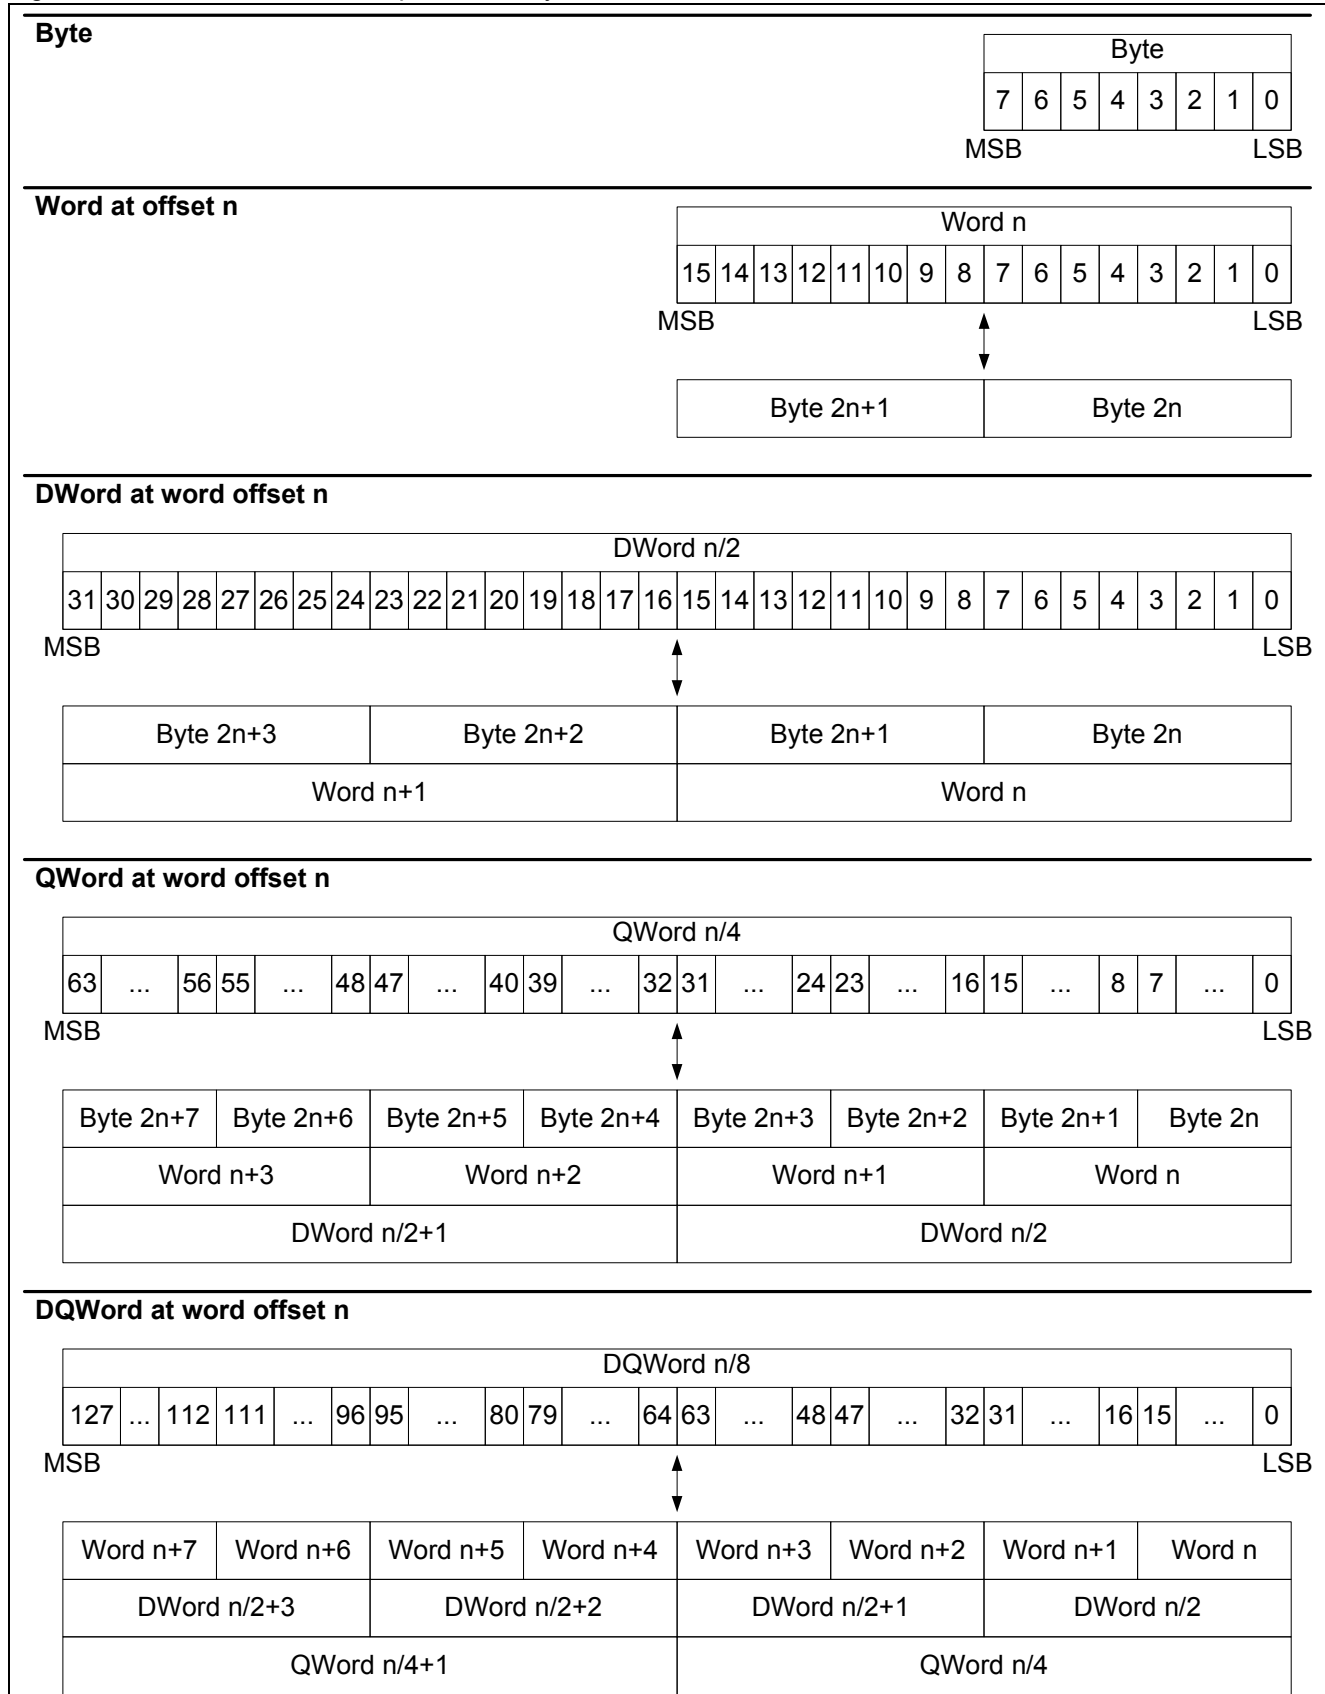 Byte
Byte
7 6 5 4 3 2 1 0
MSB LSB
Word at offset n
Word n
15 14 13 12 11 10 9 8 7 6 5 4 3 2 1 0
MSB LSB
Byte 2n+1 Byte 2n
DWord at word offset n
DWord n/2
31 30 29 28 27 26 25 24 23 22 21 20 19 18 17 16 15 14 13 12 11 10 9 8 7 6 5 4 3 2 1 0
MSB LSB
Byte 2n+3 Byte 2n+2 Byte 2n+1 Byte 2n
Word n+1 Word n
QWord at word offset n
QWord n/4
63 ... 56 55 ... 48 47 ... 40 39 ... 32 31 ... 24 23 ... 16 15 ... 8 7 ... 0
MSB LSB
Byte 2n+7 Byte 2n+6 Byte 2n+5 Byte 2n+4 Byte 2n+3 Byte 2n+2 Byte 2n+1 Byte 2n
Word n+3 Word n+2 Word n+1 Word n
DWord n/2+1 DWord n/2
DQWord at word offset n
DQWord n/8
127 ... 112 111 ... 96 95 ... 80 79 ... 64 63 ... 48 47 ... 32 31 ... 16 15 ... 0
MSB LSB
Word n+7 Word n+6 Word n+5 Word n+4 Word n+3 Word n+2 Word n+1 Word n
DWord n/2+3 DWord n/2+2 DWord n/2+1 DWord n/2
QWord n/4+1 QWord n/4